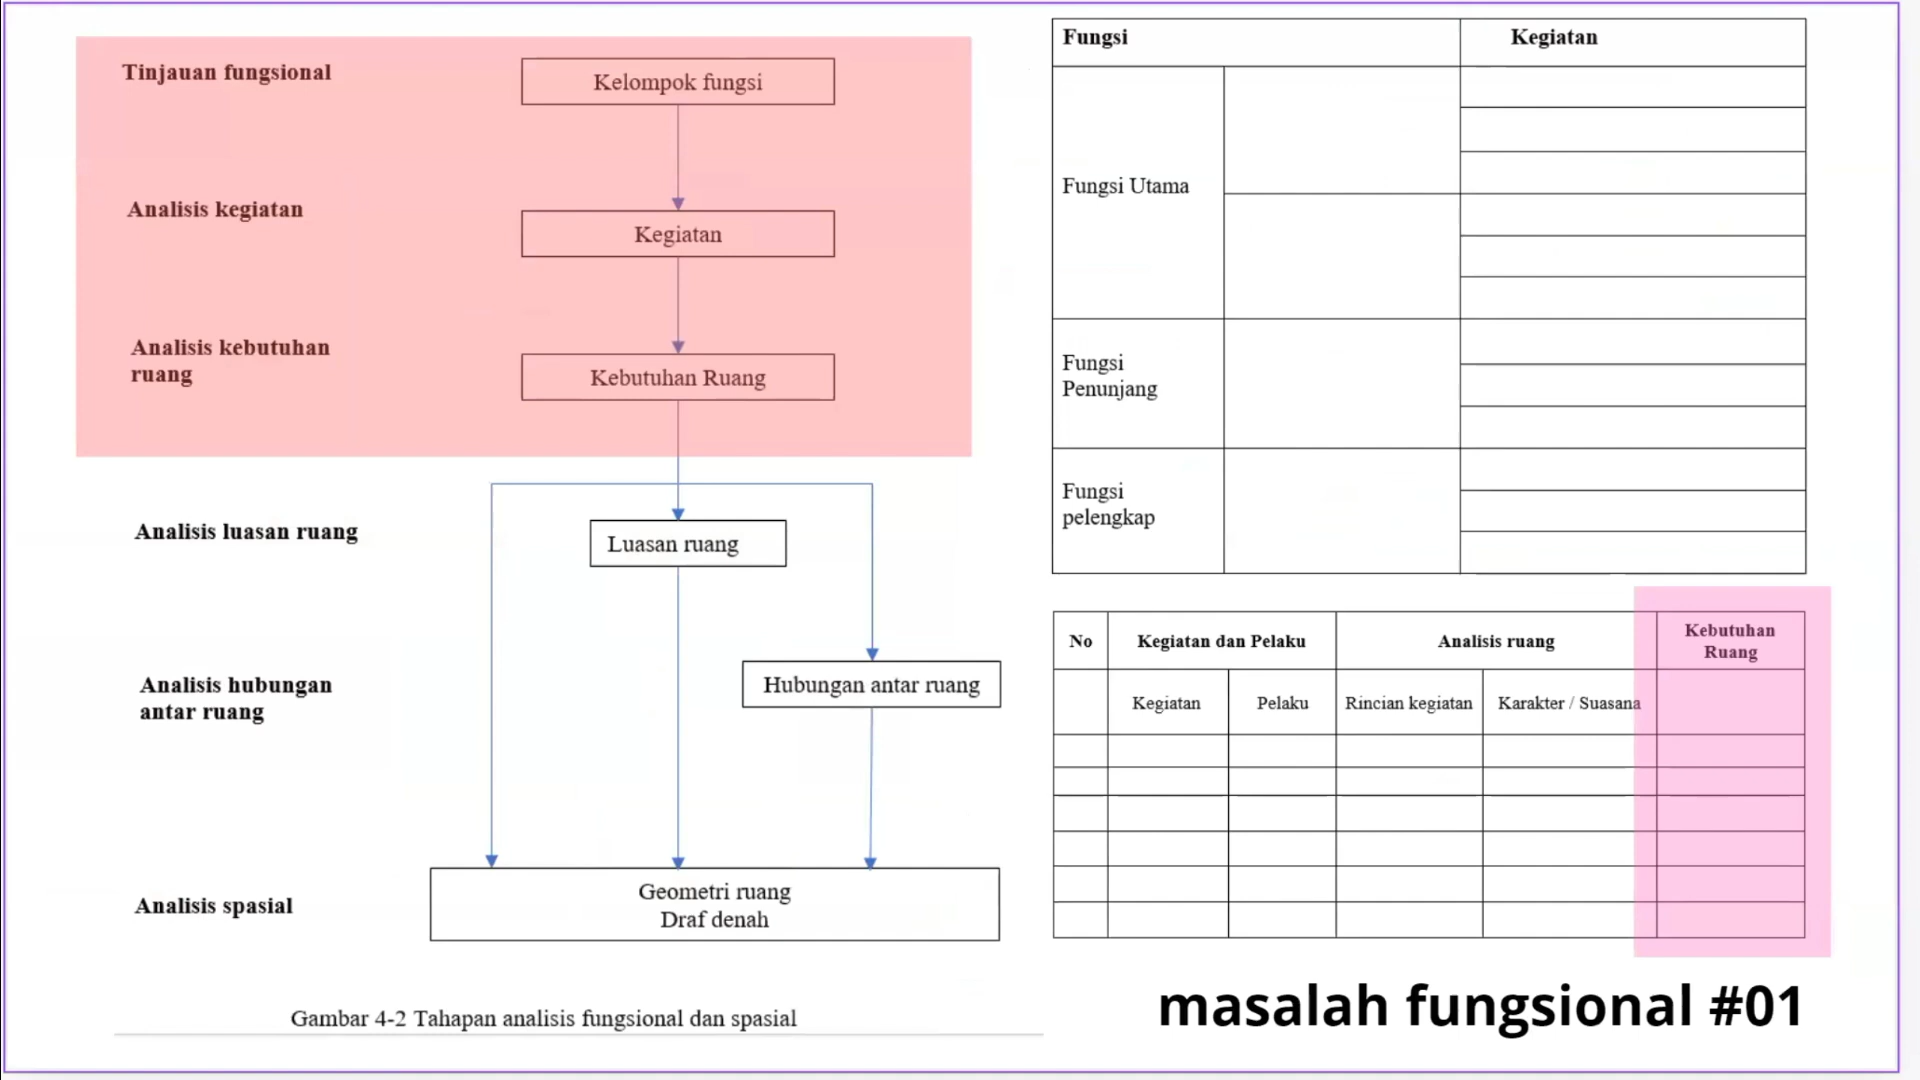 Tinjauan fungsional
Kelompok fungsi
Analisis kegiatan
Kegiatan
Analisis kebutuhan
ruang
Kebutuhan Ruang
Analisis luasan ruang
Luasan ruang
Analisis hubungan
antar ruang
Hubungan antar ruang
Analisis spasial
Geometri ruang
Draf denah
Gambar 4-2 Tahapan analisis fungsional dan spasial
Fungsi
Kegiatan
Fungsi Utama
Fungsi
Penunjang
Fungsi
pelengkap
No
Kegiatan dan Pelaku
Analisis ruang
Kebutuhan
Ruang
Kegiatan
Pelaku
Rincian kegiatan
Karakter / Suasana
masalah fungsional #01